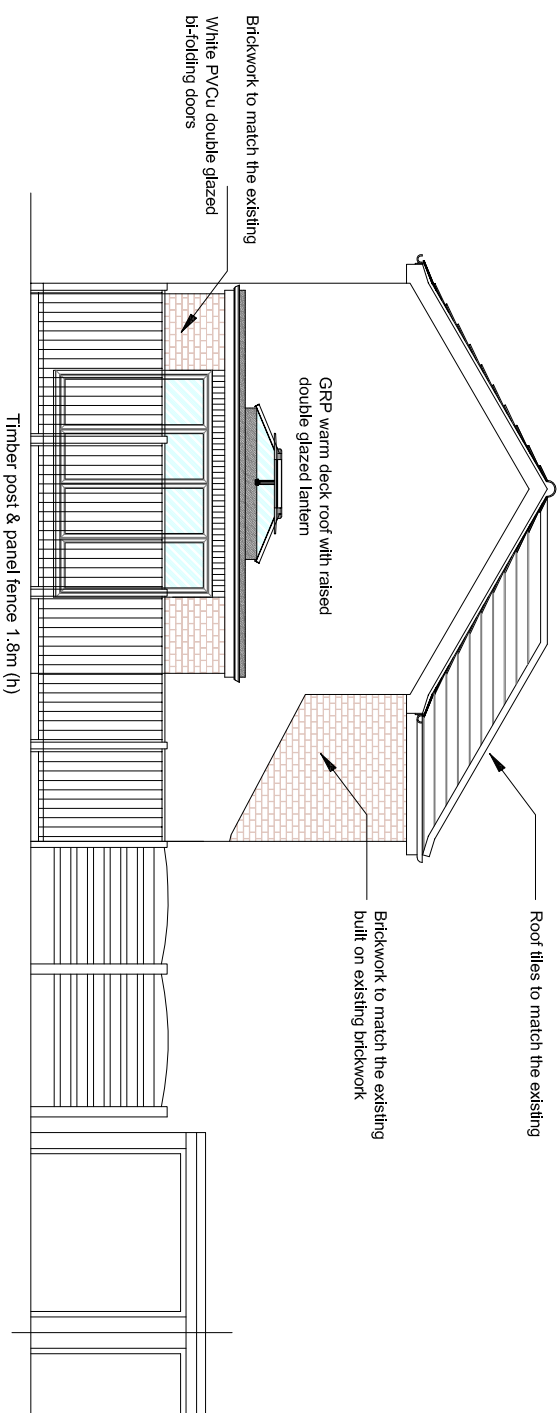 Roof tiles to match the existing
Brickwork to match the existing
built on existing brickwork
GRP warm deck roof with raised
double glazed lantern
Brickwork to match the existing
White PVCu double glazed
bi-folding doors
Timber post & panel fence 1.8m (h)